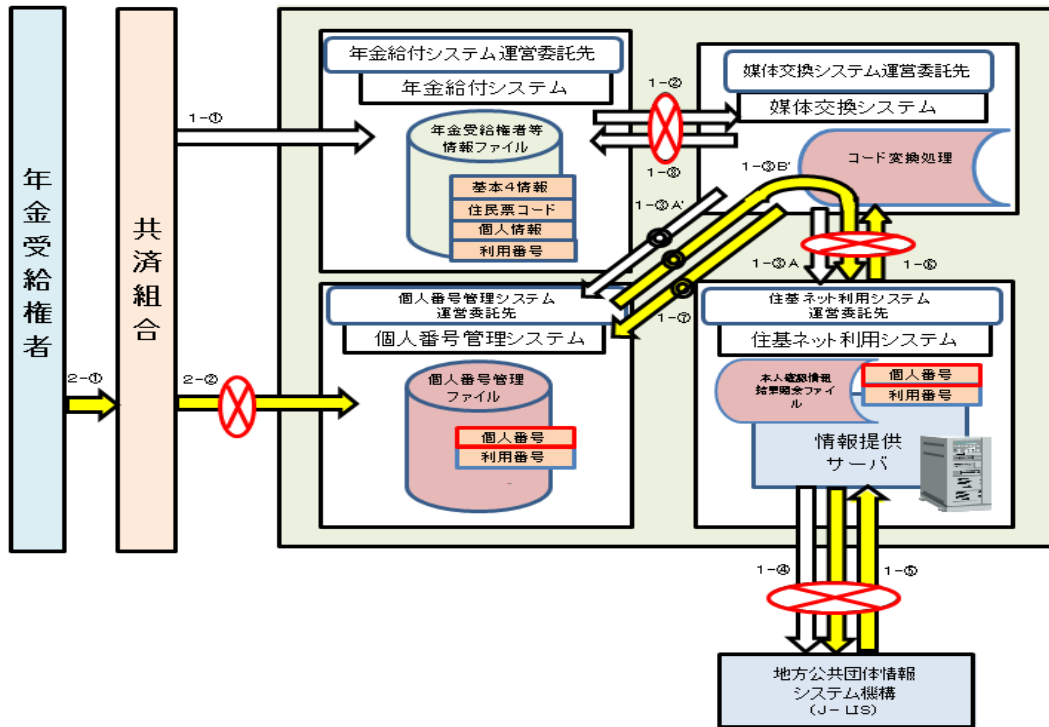 年金受給権者
共済組合
年金給付システム運営委託先
年金給付システム
年金受給権者等
情報ファイル
基本4情報
住民票コード
個人情報
利用番号
1-①
1-②
媒体交換システム運営委託先
媒体交換システム
コード変換処理
1-③B'
1-③A'
1-③A
1-⑥
1-⑦
個人番号管理システム
運営委託先
個人番号管理システム
個人番号管理
ファイル
個人番号
利用番号
2-①
2-②
住基ネット利用システム
運営委託先
住基ネット利用システム
本人確認情報
結果照会ファイ
ル
個人番号
利用番号
情報提供
サーバ
1-④
1-⑤
地方公共団体情報
システム機構
(J-LIS)